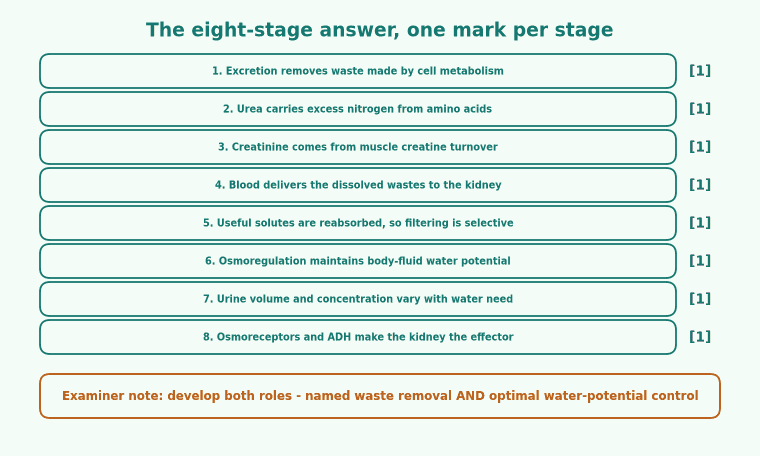 The eight-stage answer, one mark per stage
1. Excretion removes waste made by cell metabolism [1]
2. Urea carries excess nitrogen from amino acids [1]
3. Creatinine comes from muscle creatine turnover [1]
4. Blood delivers the dissolved wastes to the kidney [1]
5. Useful solutes are reabsorbed, so filtering is selective [1]
6. Osmoregulation maintains body-fluid water potential [1]
7. Urine volume and concentration vary with water need [1]
8. Osmoreceptors and ADH make the kidney the effector [1]
Examiner note: develop both roles - named waste removal AND optimal water-potential control